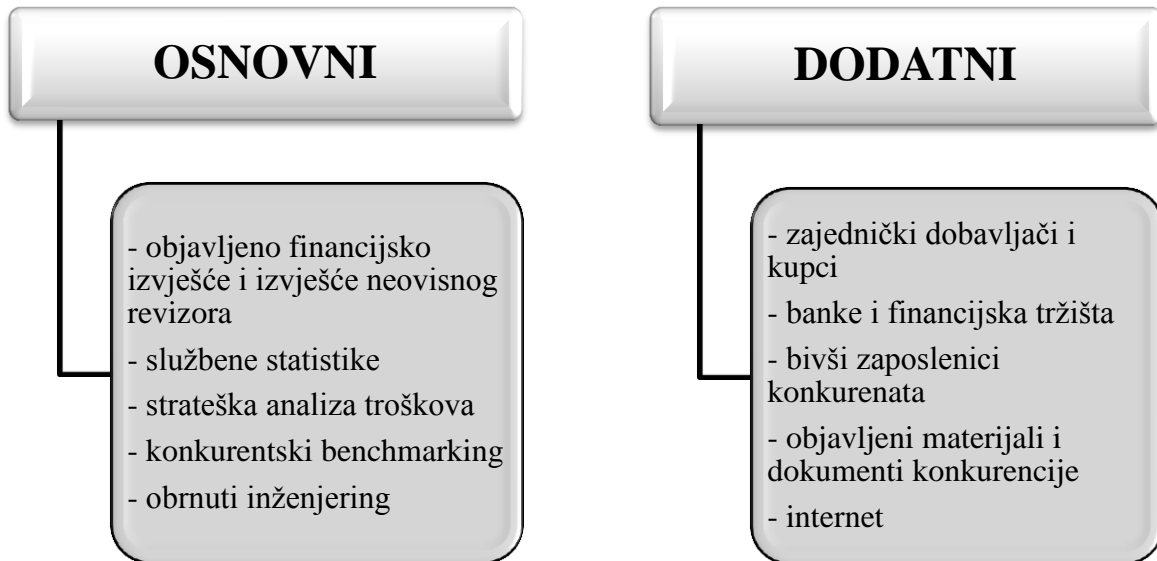 OSNOVNI
- objavljeno financijsko
izvješće i izvješće neovisnog
revizora
- službene statistike
- strateška analiza troškova
- konkurentski benchmarking
- obrnuti inženjering
DODATNI
- zajednički dobavljači i
kupci
- banke i financijska tržišta
- bivši zaposlenici
konkurenata
- objavljeni materijali i
dokumenti konkurencije
- internet